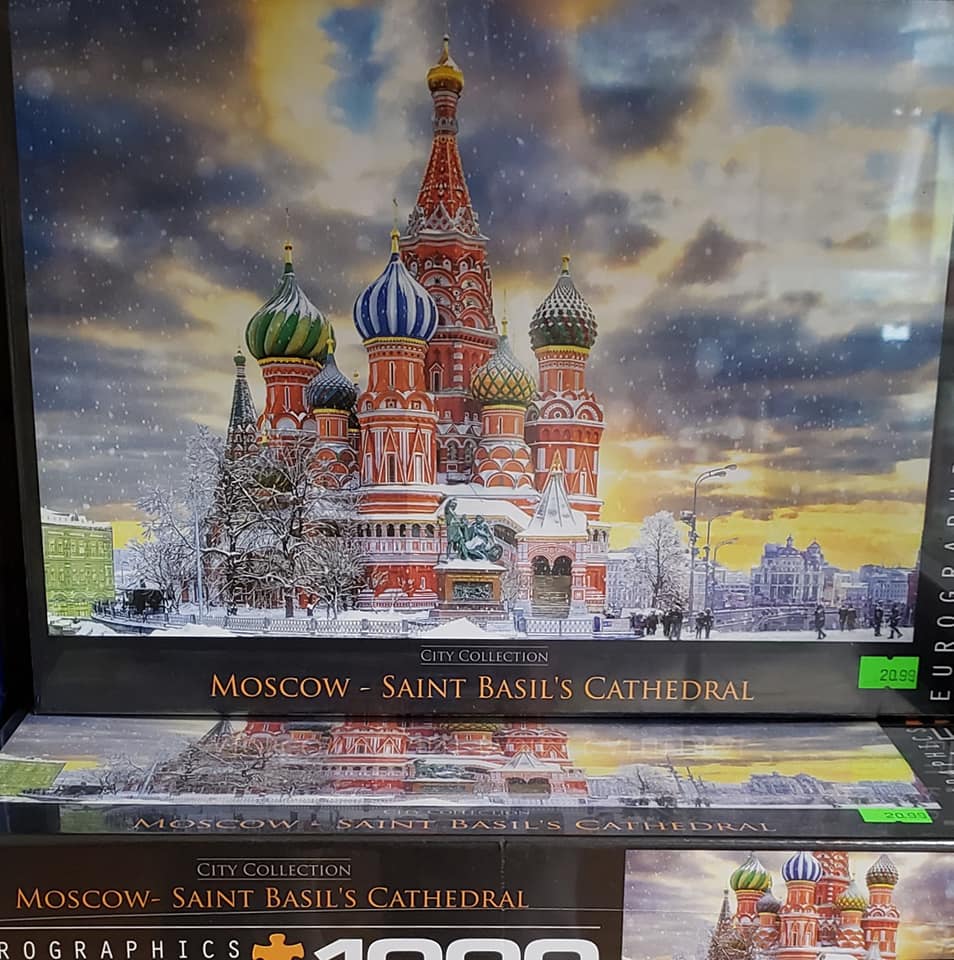 CITY COLLECTION
MOSCOW - SAINT BASIL'S CATHEDRAL
20.99
EUROGRAPHICS
MOSCOW - SAINT BASIL'S CATHEDRAL
20.99
CITY COLLECTION
MOSCOW- SAINT BASIL'S CATHEDRAL
ROGRAPHICS 1000